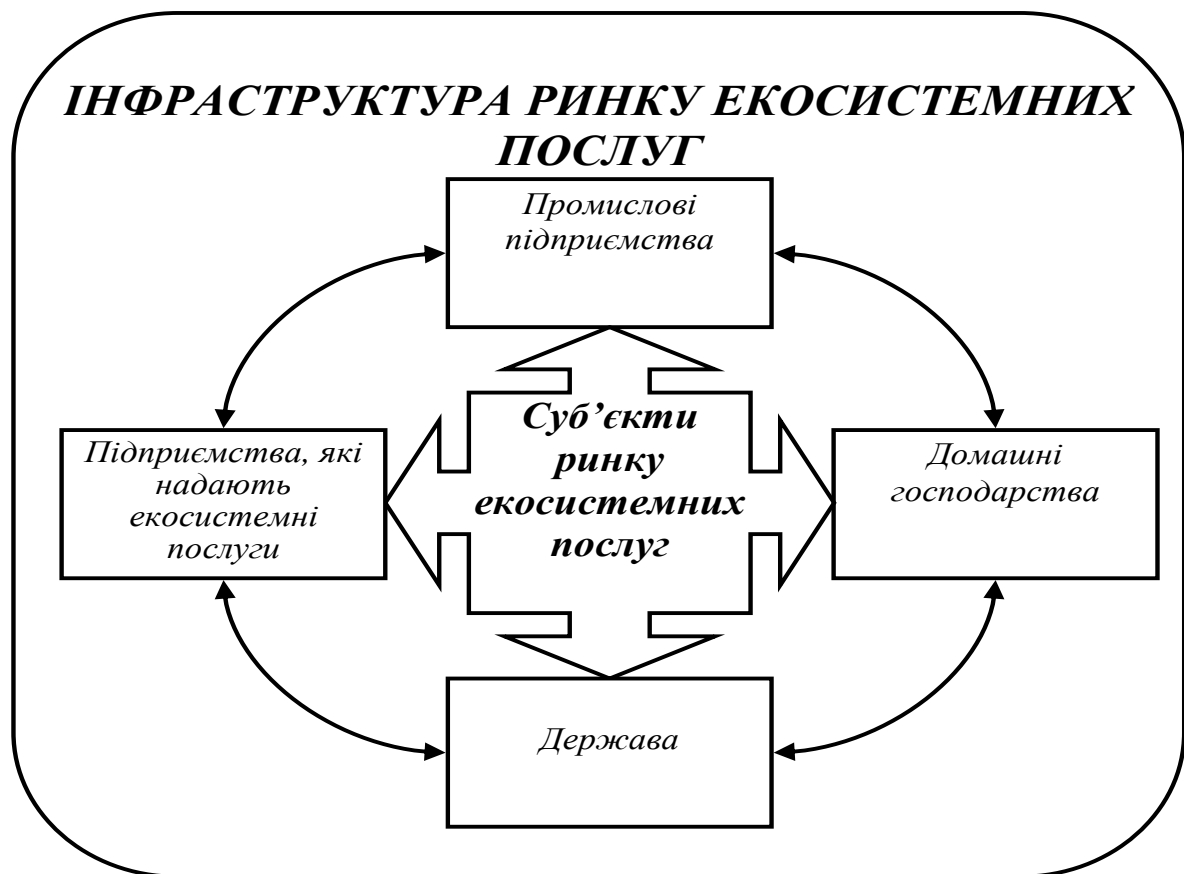 ІНФРАСТРУКТУРА РИНКУ ЕКОСИСТЕМНИХ
ПОСЛУГ
Промислові
підприємства
Суб’єкти
ринку
екосистемних
послуг
Підприємства, які
надають
екосистемні
послуги
Домашні
господарства
Держава